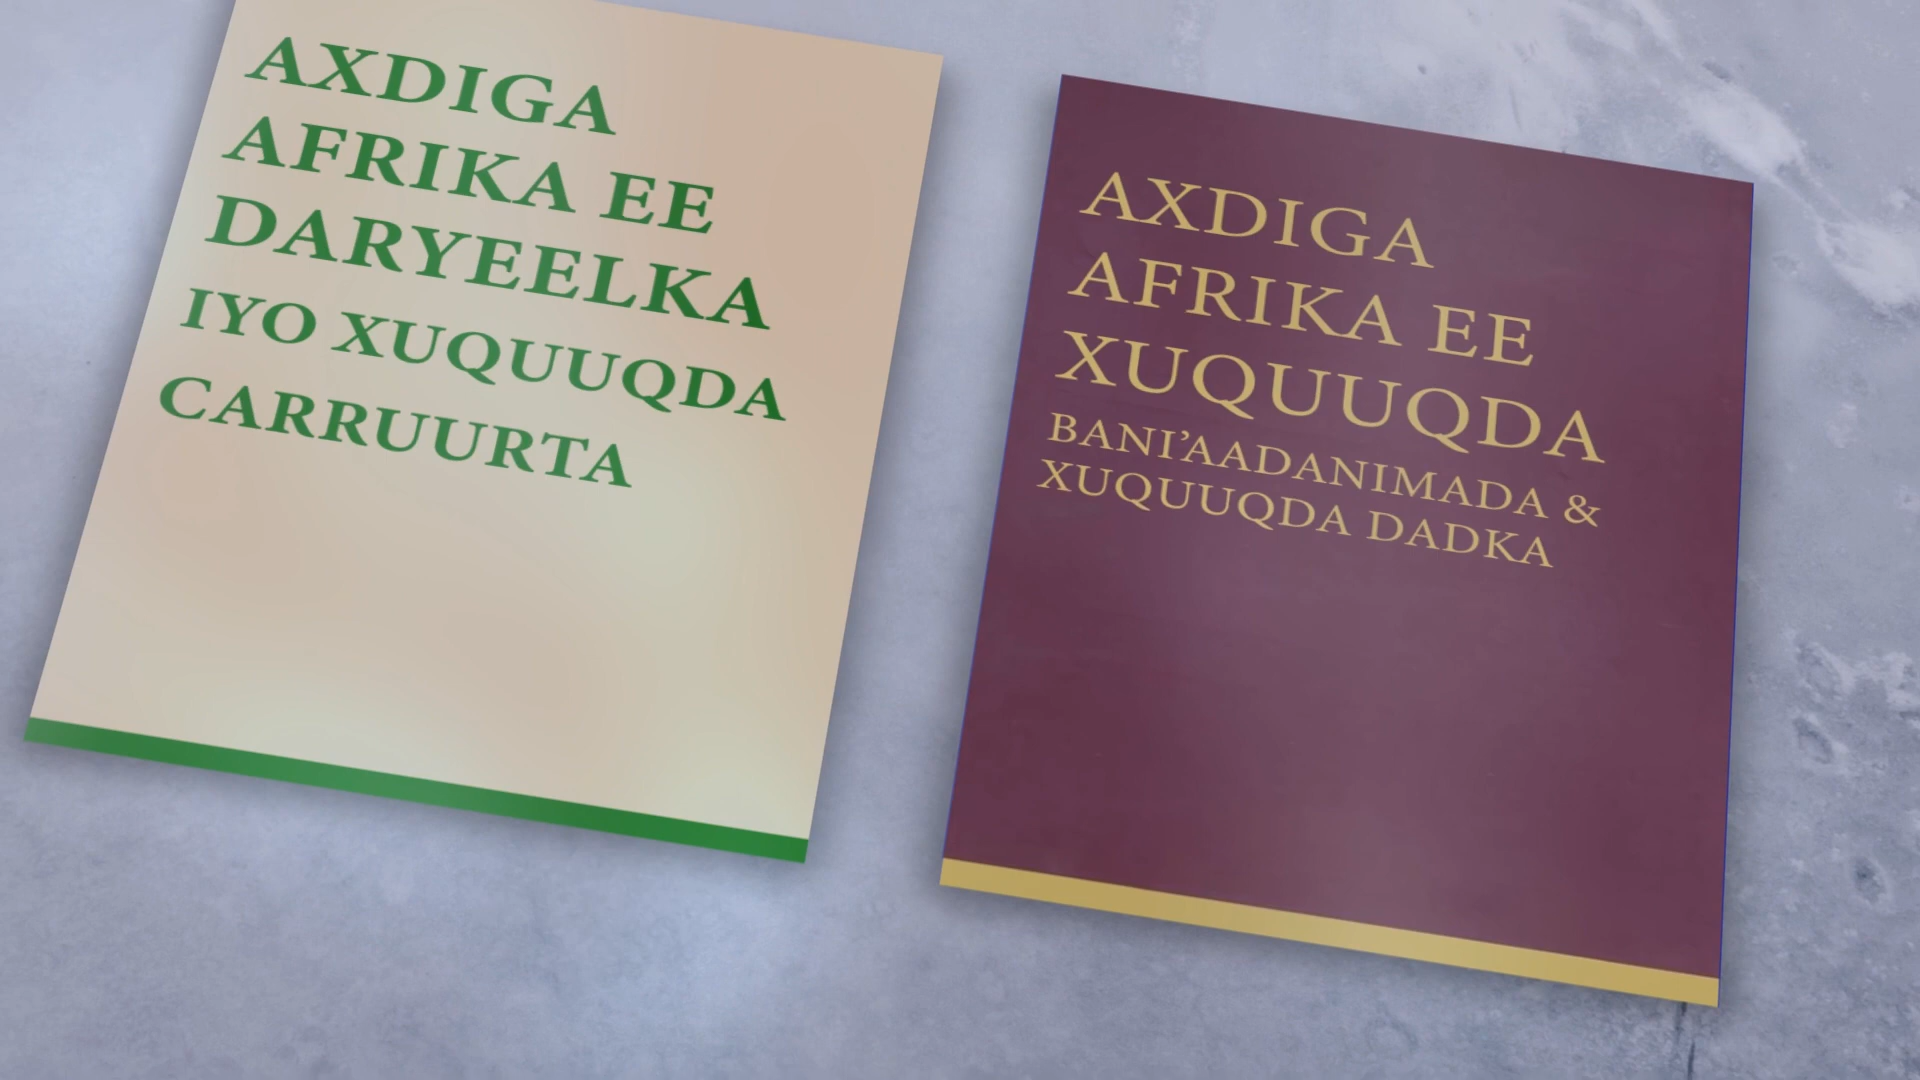 AXDIGA
AFRIKA EE
DARYEELKA
IYO XUQUUQDA
CARRUURTA
AXDIGA
AFRIKA EE
XUQUUQDA
BANI’AADANIMADA &
XUQUUQDA DADKA